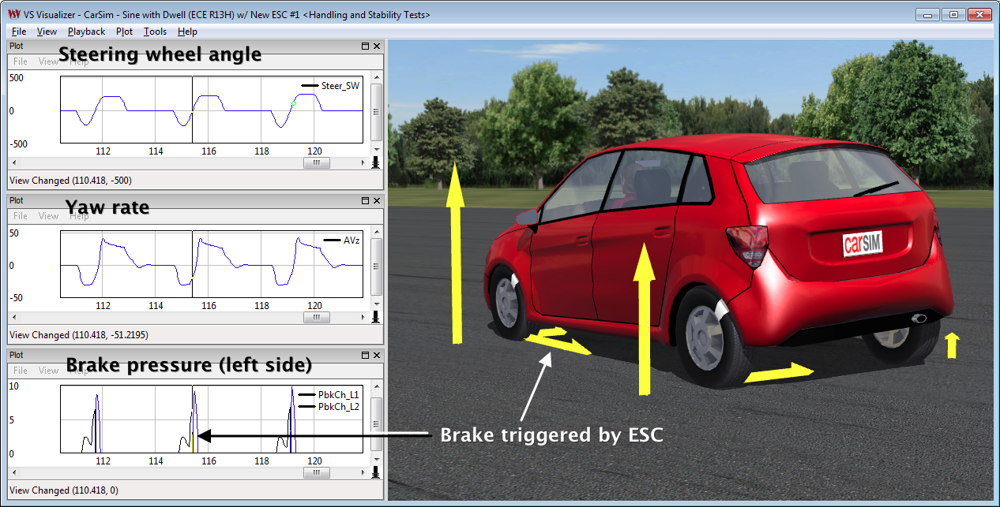 VS Visualizer - CarSim - Sine with Dwell (ECE R13H) w/ New ESC #1 <Handling and Stability Tests>
File View Playback Plot Tools Help
Plot
Steering wheel angle
File View Help
500
0
-500
Steer_SW
112 114 116 118 120
View Changed (110.418, -500)
Plot
Yaw rate
File View Help
50
0
-50
AVz
112 114 116 118 120
View Changed (110.418, -51.2195)
Plot
Brake pressure (left side)
File View Help
10
5
0
PbkCh_L1
PbkCh_L2
112 114 116 118 120
View Changed (110.418, 0)
carSIM
Brake triggered by ESC